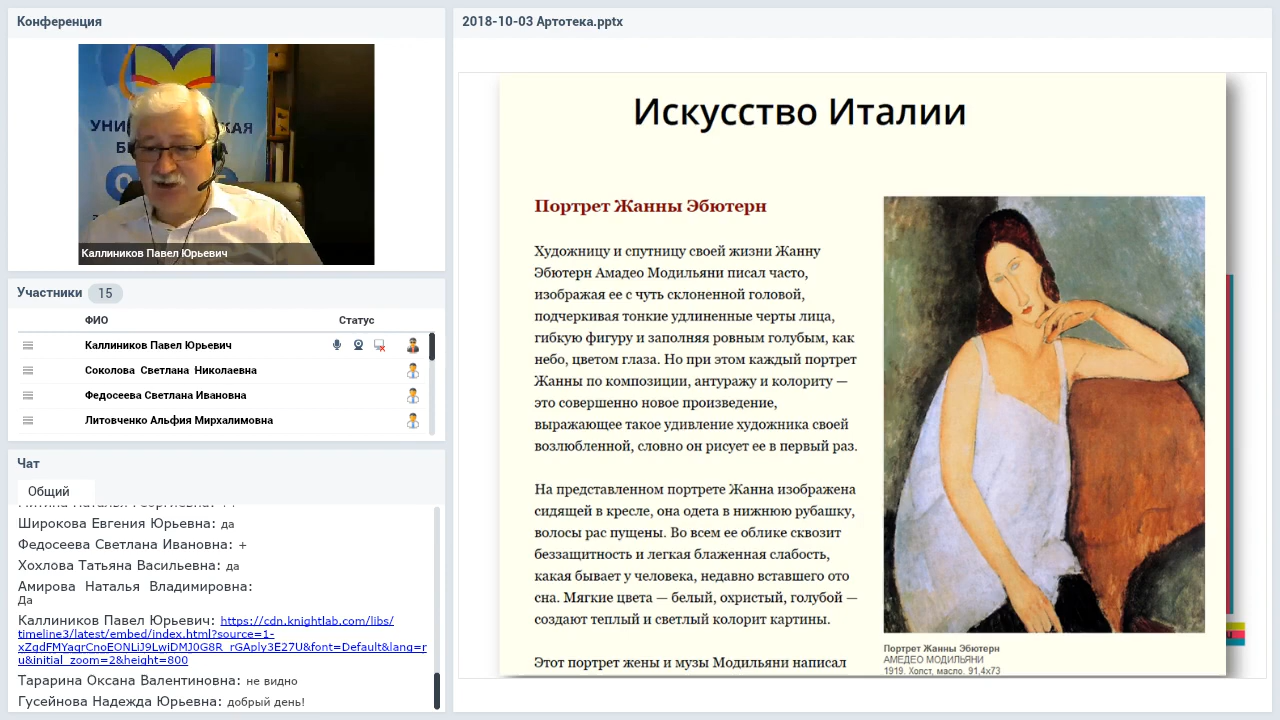 Конференция
УНИ
КАЯ
Каллиников Павел Юрьевич
Участники 15
ФИО Статус
Каллиников Павел Юрьевич
Соколова Светлана Николаевна
Федосеева Светлана Ивановна
Литовченко Альфия Мирхалимовна
Чат
Общий
Широкова Евгения Юрьевна: да
Федосеева Светлана Ивановна: +
Хохлова Татьяна Васильевна: да
Амирова Наталья Владимировна:
Да
Каллиников Павел Юрьевич: https://cdn.knightlab.com/libs/
timeline3/latest/embed/index.html?source=1-
xZgdFMYaqrCnoEONLiJ9LwiDMJ0G8R_rGAply3E27U&font=Default&lang=r
u&initial_zoom=2&height=800
Тарарина Оксана Валентиновна: не видно
Гусейнова Надежда Юрьевна: добрый день!
2018-10-03 Артотека.pptx
Искусство Италии
Портрет Жанны Эбютерн
Художницу и спутницу своей жизни Жанну
Эбютерн Амадео Модильяни писал часто,
изображая ее с чуть склоненной головой,
подчеркивая тонкие удлиненные черты лица,
гибкую фигуру и заполняя ровным голубым, как
небо, цветом глаза. Но при этом каждый портрет
Жанны по композиции, антуражу и колориту —
это совершенно новое произведение,
выражающее такое удивление художника своей
возлюбленной, словно он рисует ее в первый раз.
На представленном портрете Жанна изображена
сидящей в кресле, она одета в нижнюю рубашку,
волосы рас пущены. Во всем ее облике сквозит
беззащитность и легкая блаженная слабость,
какая бывает у человека, недавно вставшего ото
сна. Мягкие цвета — белый, охристый, голубой —
создают теплый и светлый колорит картины.
Этот портрет жены и музы Модильяни написал
Портрет Жанны Эбютерн
АМЕДЕО МОДИЛЬЯНИ
1919. Холст, масло. 91,4x73